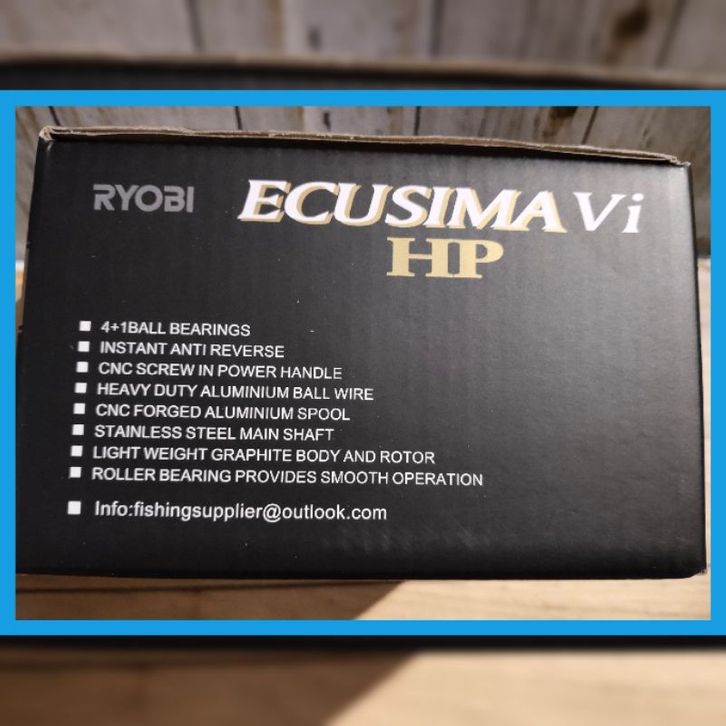 RYOBI ECUSIMA Vi
HP
■ 4+1BALL BEARINGS
■ INSTANT ANTI REVERSE
■ CNC SCREW IN POWER HANDLE
■ HEAVY DUTY ALUMINIUM BALL WIRE
■ CNC FORGED ALUMINIUM SPOOL
■ STAINLESS STEEL MAIN SHAFT
■ LIGHT WEIGHT GRAPHITE BODY AND ROTOR
■ ROLLER BEARING PROVIDES SMOOTH OPERATION
■ Info:fishingsupplier@outlook.com